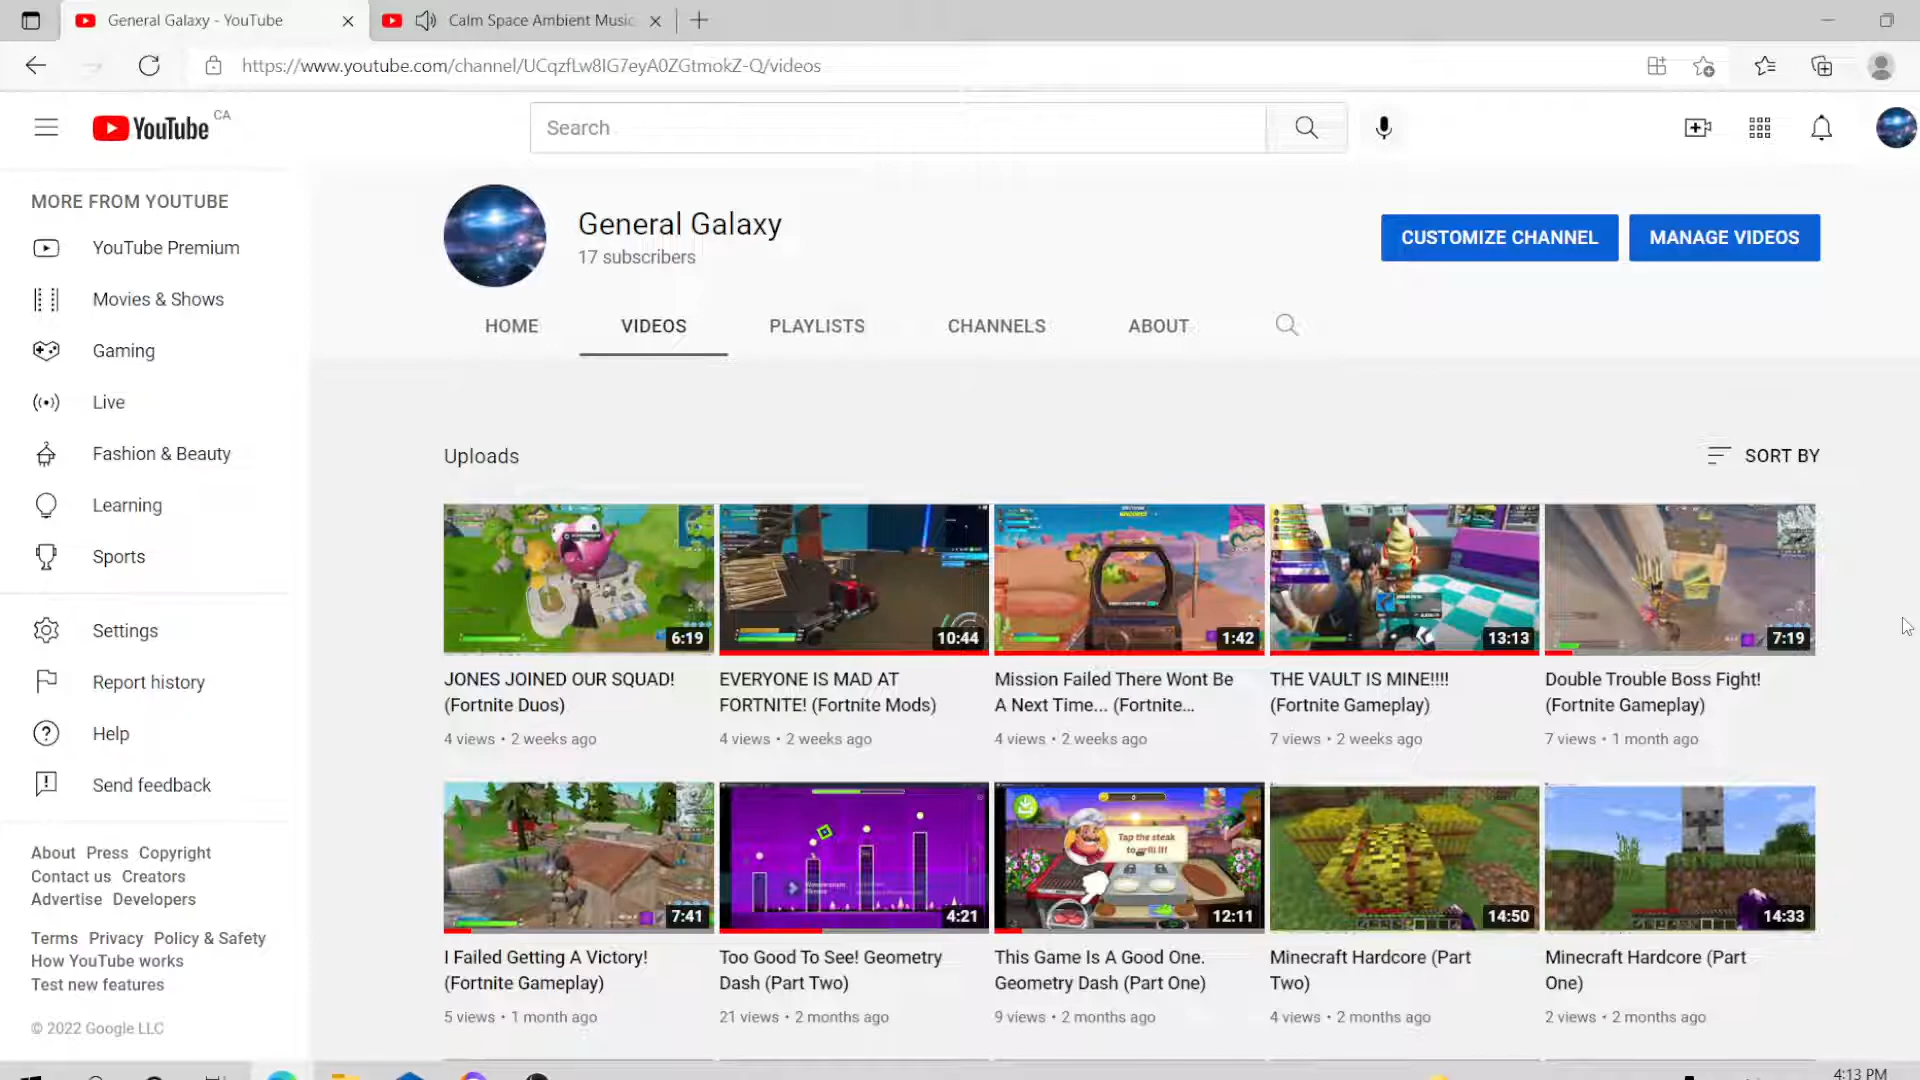 General Galaxy - YouTube
Calm Space Ambient Music
https://www.youtube.com/channel/UCqzfLw8IG7eyA0ZGtmokZ-Q/videos
YouTube CA
Search
MORE FROM YOUTUBE
YouTube Premium
Movies & Shows
Gaming
Live
Fashion & Beauty
Learning
Sports
Settings
Report history
Help
Send feedback
About Press Copyright
Contact us Creators
Advertise Developers
Terms Privacy Policy & Safety
How YouTube works
Test new features
© 2022 Google LLC
General Galaxy
17 subscribers
CUSTOMIZE CHANNEL
MANAGE VIDEOS
HOME VIDEOS PLAYLISTS CHANNELS ABOUT
Uploads
SORT BY
6:19
JONES JOINED OUR SQUAD!
(Fortnite Duos)
4 views • 2 weeks ago
10:44
EVERYONE IS MAD AT
FORTNITE! (Fortnite Mods)
4 views • 2 weeks ago
1:42
Mission Failed There Wont Be
A Next Time... (Fortnite...
4 views • 2 weeks ago
13:13
THE VAULT IS MINE!!!!
(Fortnite Gameplay)
7 views • 2 weeks ago
7:19
Double Trouble Boss Fight!
(Fortnite Gameplay)
7 views • 1 month ago
7:41
I Failed Getting A Victory!
(Fortnite Gameplay)
5 views • 1 month ago
4:21
Too Good To See! Geometry
Dash (Part Two)
21 views • 2 months ago
Tap the steak
to grill it!
12:11
This Game Is A Good One.
Geometry Dash (Part One)
9 views • 2 months ago
14:50
Minecraft Hardcore (Part
Two)
4 views • 2 months ago
14:33
Minecraft Hardcore (Part
One)
2 views • 2 months ago
4:13 PM